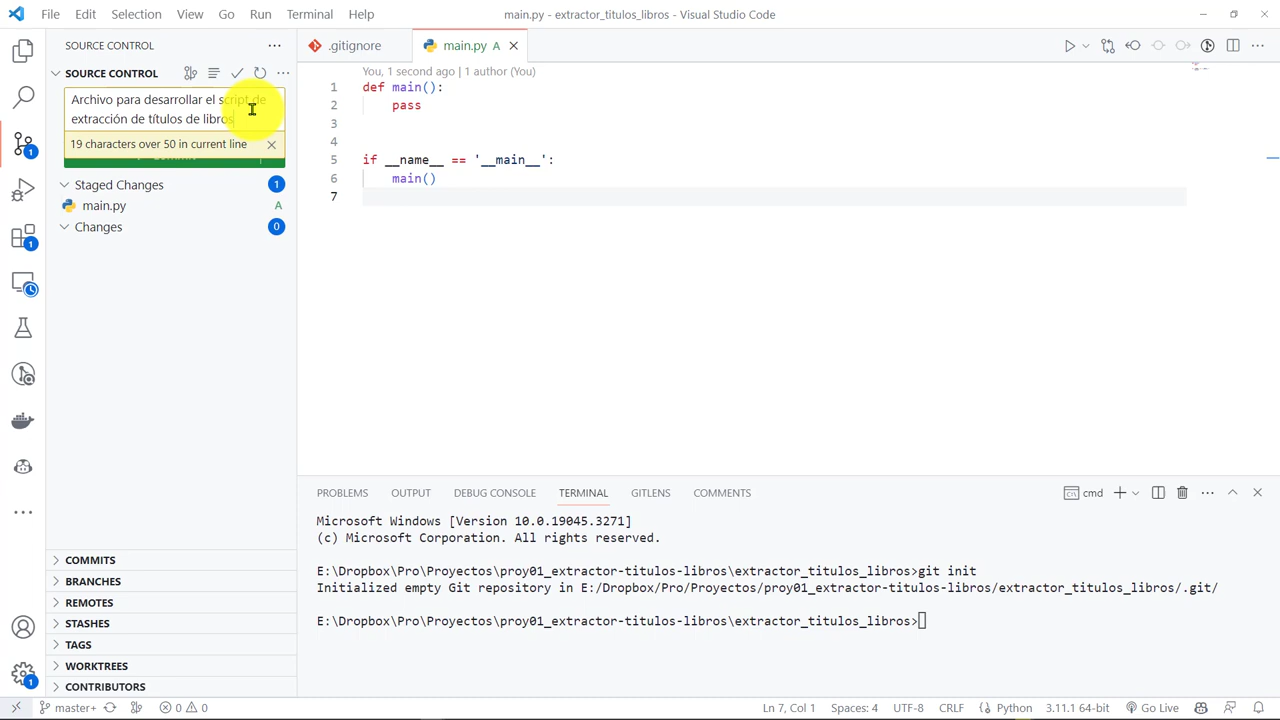 File Edit Selection View Go Run Terminal Help
main.py - extractor_titulos_libros - Visual Studio Code
SOURCE CONTROL
.gitignore
main.py A
SOURCE CONTROL
Archivo para desarrollar el script de
extracción de títulos de libros
19 characters over 50 in current line
Staged Changes 1
main.py A
Changes 0
1
1
You, 1 second ago | 1 author (You)
1 def main():
2 pass
3
4
5 if __name__ == '__main__':
6 main()
7
PROBLEMS OUTPUT DEBUG CONSOLE TERMINAL GITLENS COMMENTS
cmd
Microsoft Windows [Version 10.0.19045.3271]
(c) Microsoft Corporation. All rights reserved.
E:\Dropbox\Pro\Proyectos\proy01_extractor-titulos-libros\extractor_titulos_libros>git init
Initialized empty Git repository in E:/Dropbox/Pro/Proyectos/proy01_extractor-titulos-libros/extractor_titulos_libros/.git/
E:\Dropbox\Pro\Proyectos\proy01_extractor-titulos-libros\extractor_titulos_libros>
COMMITS
BRANCHES
REMOTES
STASHES
TAGS
WORKTREES
CONTRIBUTORS
1
master+ 0 0
Ln 7, Col 1 Spaces: 4 UTF-8 CRLF Python 3.11.1 64-bit Go Live